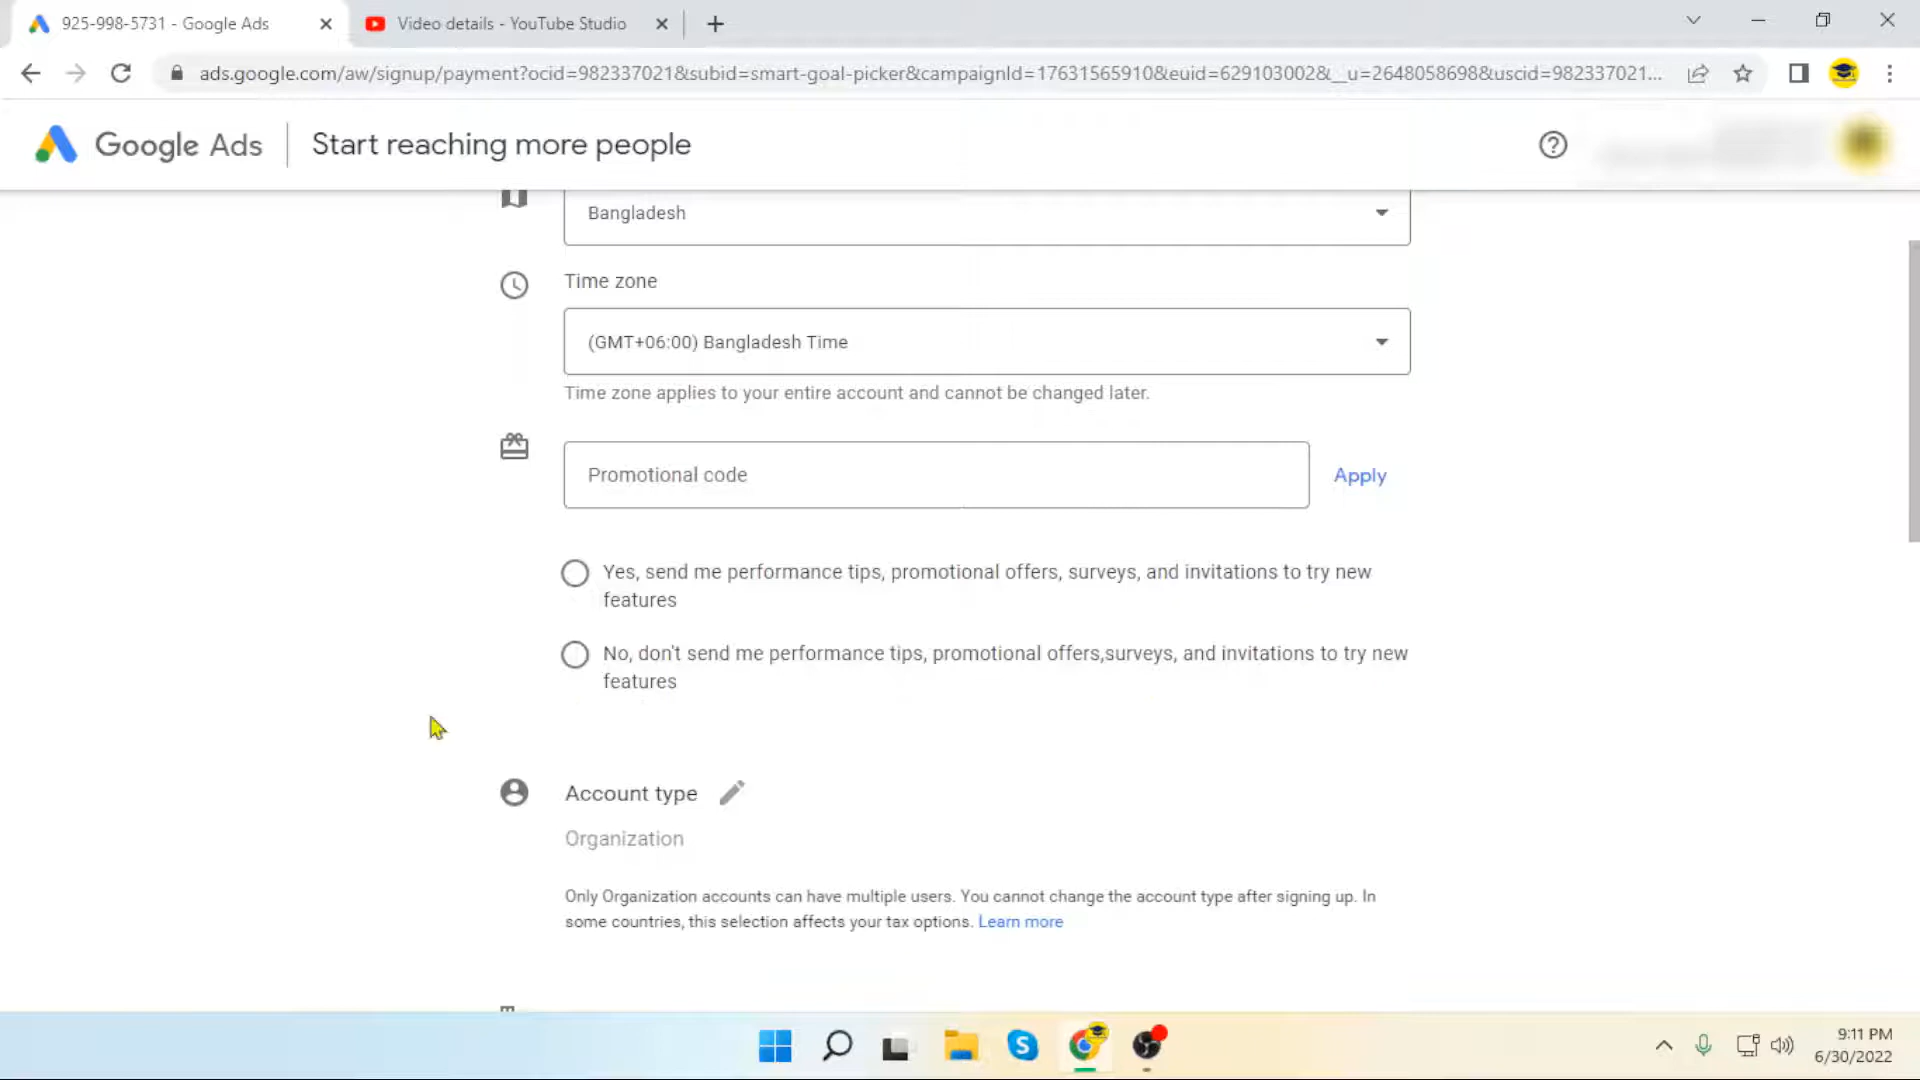 925-998-5731 - Google Ads
Video details - YouTube Studio
ads.google.com/aw/signup/payment?ocid=982337021&subid=smart-goal-picker&campaignId=17631565910&euid=629103002&__u=2648058698&uscid=982337021...
Google Ads
Start reaching more people
Bangladesh
Time zone
(GMT+06:00) Bangladesh Time
Time zone applies to your entire account and cannot be changed later.
Promotional code
Apply
Yes, send me performance tips, promotional offers, surveys, and invitations to try new
features
No, don't send me performance tips, promotional offers,surveys, and invitations to try new
features
Account type
Organization
Only Organization accounts can have multiple users. You cannot change the account type after signing up. In
some countries, this selection affects your tax options. Learn more
9:11 PM
6/30/2022